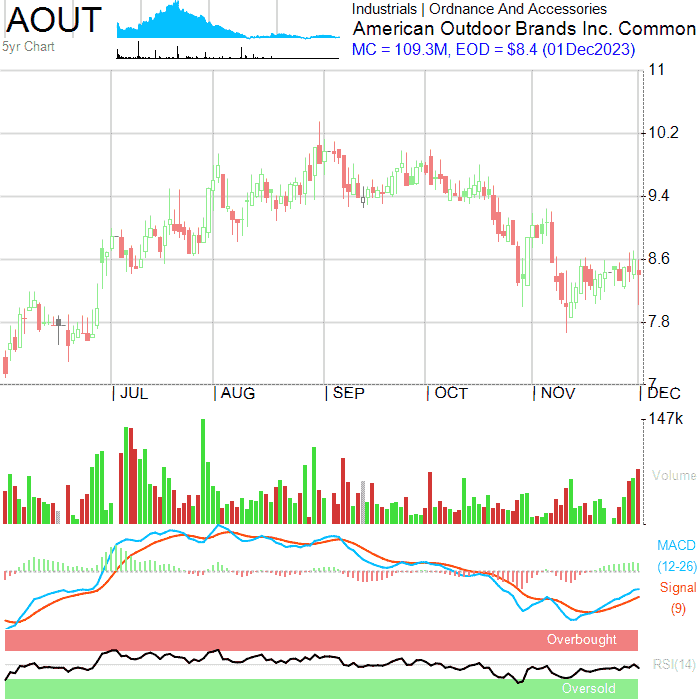 AOUT
5yr Chart
Industrials | Ordnance And Accessories
American Outdoor Brands Inc. Common
MC = 109.3M, EOD = $8.4 (01Dec2023)
11
10.2
9.4
8.6
7.8
7
JUL AUG SEP OCT NOV DEC
147k
Volume
MACD
(12-26)
Signal
(9)
Overbought
RSI(14)
Oversold